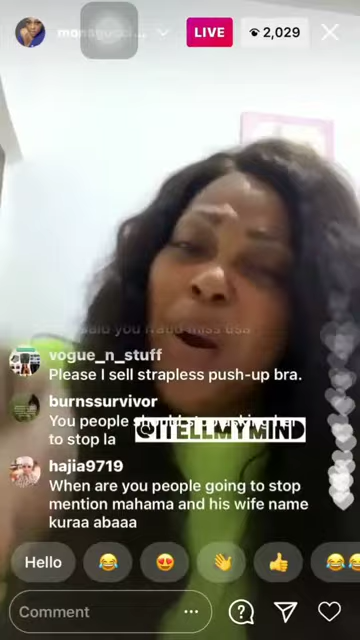 LIVE
2,029
vogue_n_stuff
Please I sell strapless push-up bra.
burnssurvivor
You people
to stop la
@ITELLMYMIND
hajia9719
When are you people going to stop
mention mahama and his wife name
kuraa abaaa
Hello
Comment